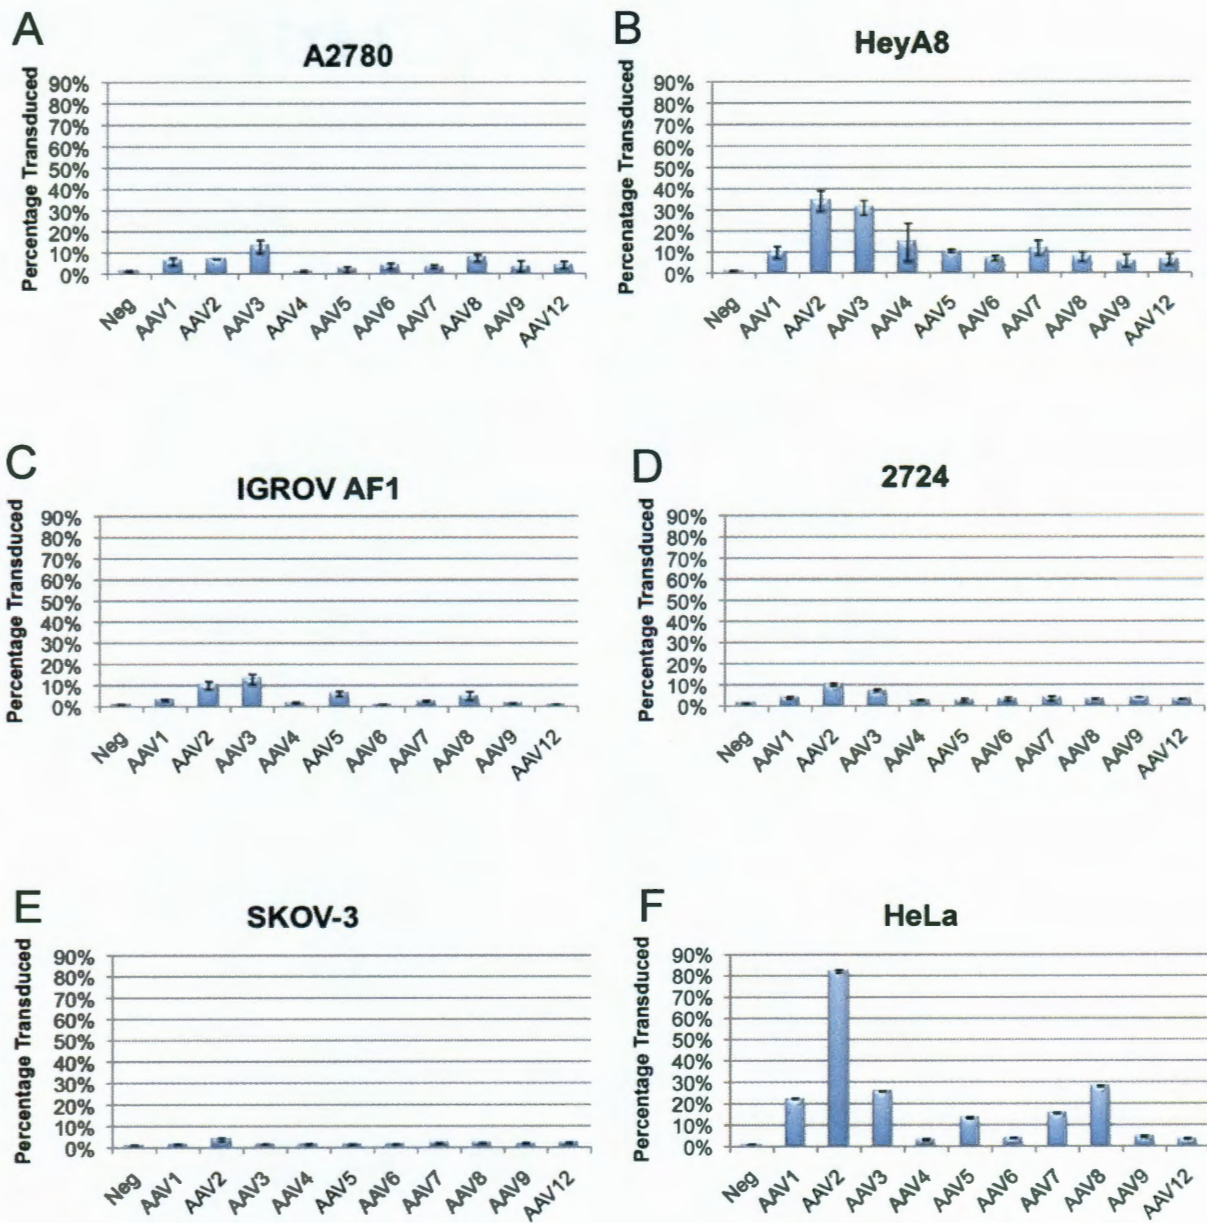 A
A2780
Percentage Transduced
90%
80%
70%
60%
50%
40%
30%
20%
10%
0%
Neg
AAV1
AAV2
AAV3
AAV4
AAV5
AAV6
AAV7
AAV8
AAV9
AAV12
B
HeyA8
Percenatage Transduced
90%
80%
70%
60%
50%
40%
30%
20%
10%
0%
Neg
AAV1
AAV2
AAV3
AAV4
AAV5
AAV6
AAV7
AAV8
AAV9
AAV12
C
IGROV AF1
Percentage Transduced
90%
80%
70%
60%
50%
40%
30%
20%
10%
0%
Neg
AAV1
AAV2
AAV3
AAV4
AAV5
AAV6
AAV7
AAV8
AAV9
AAV12
D
2724
Percentage Transduced
90%
80%
70%
60%
50%
40%
30%
20%
10%
0%
Neg
AAV1
AAV2
AAV3
AAV4
AAV5
AAV6
AAV7
AAV8
AAV9
AAV12
E
SKOV-3
Percentage Transduced
90%
80%
70%
60%
50%
40%
30%
20%
10%
0%
Neg
AAV1
AAV2
AAV3
AAV4
AAV5
AAV6
AAV7
AAV8
AAV9
AAV12
F
HeLa
Percentage Transduced
90%
80%
70%
60%
50%
40%
30%
20%
10%
0%
Neg
AAV1
AAV2
AAV3
AAV4
AAV5
AAV6
AAV7
AAV8
AAV9
AAV12